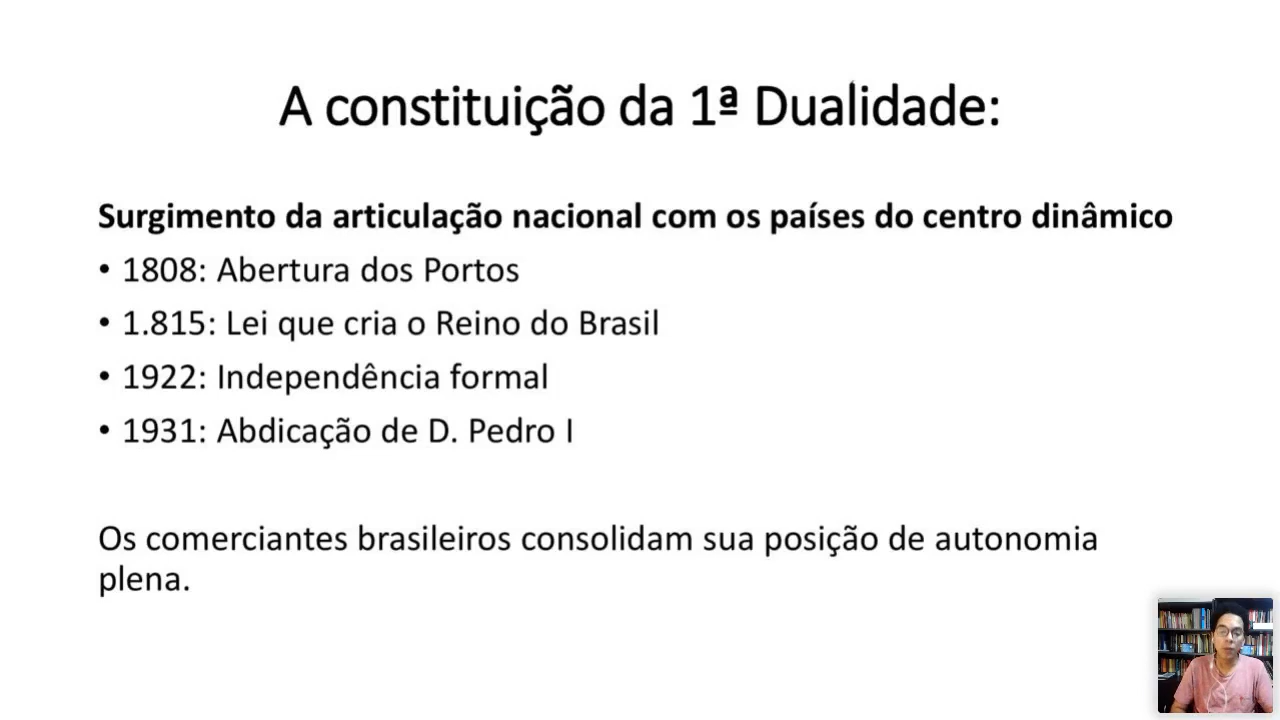 A constituição da 1ª Dualidade:
Surgimento da articulação nacional com os países do centro dinâmico
• 1808: Abertura dos Portos
• 1.815: Lei que cria o Reino do Brasil
• 1922: Independência formal
• 1931: Abdicação de D. Pedro I
Os comerciantes brasileiros consolidam sua posição de autonomia
plena.